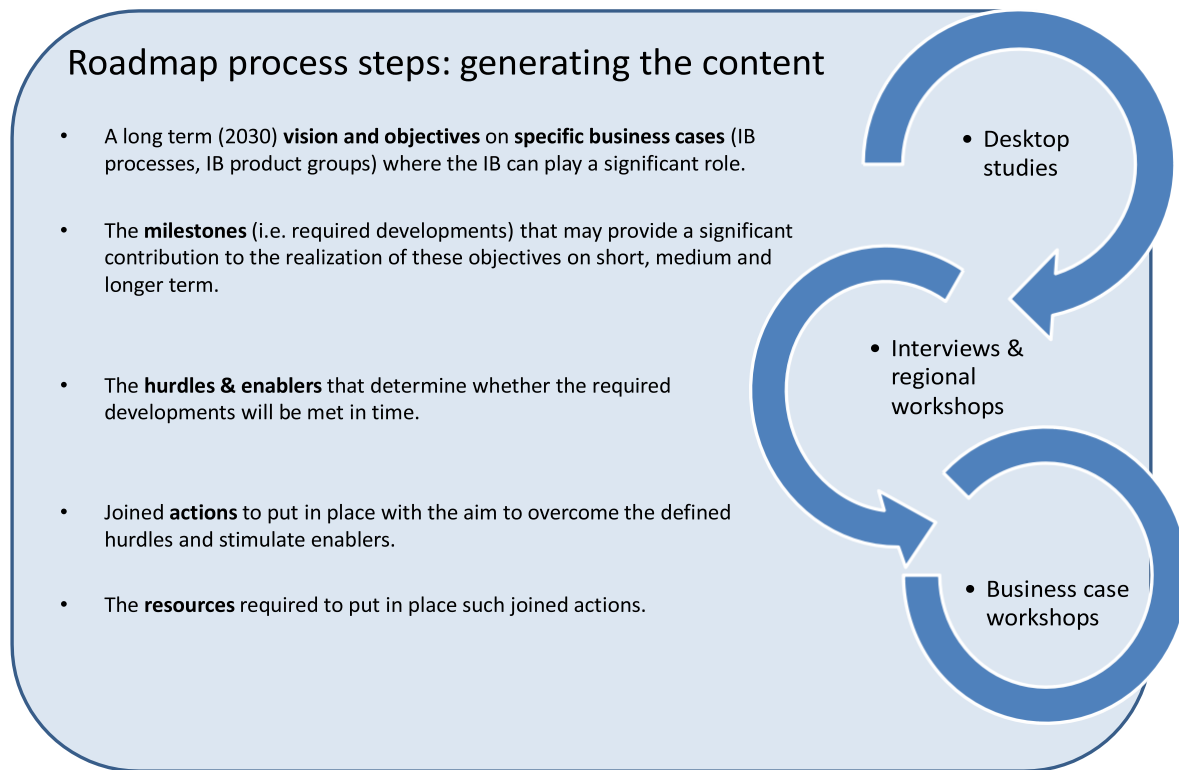 Roadmap process steps: generating the content
• A long term (2030) vision and objectives on specific business cases (IB
processes, IB product groups) where the IB can play a significant role.
• The milestones (i.e. required developments) that may provide a significant
contribution to the realization of these objectives on short, medium and
longer term.
• The hurdles & enablers that determine whether the required
developments will be met in time.
• Joined actions to put in place with the aim to overcome the defined
hurdles and stimulate enablers.
• The resources required to put in place such joined actions.
• Desktop
studies
• Interviews &
regional
workshops
• Business case
workshops